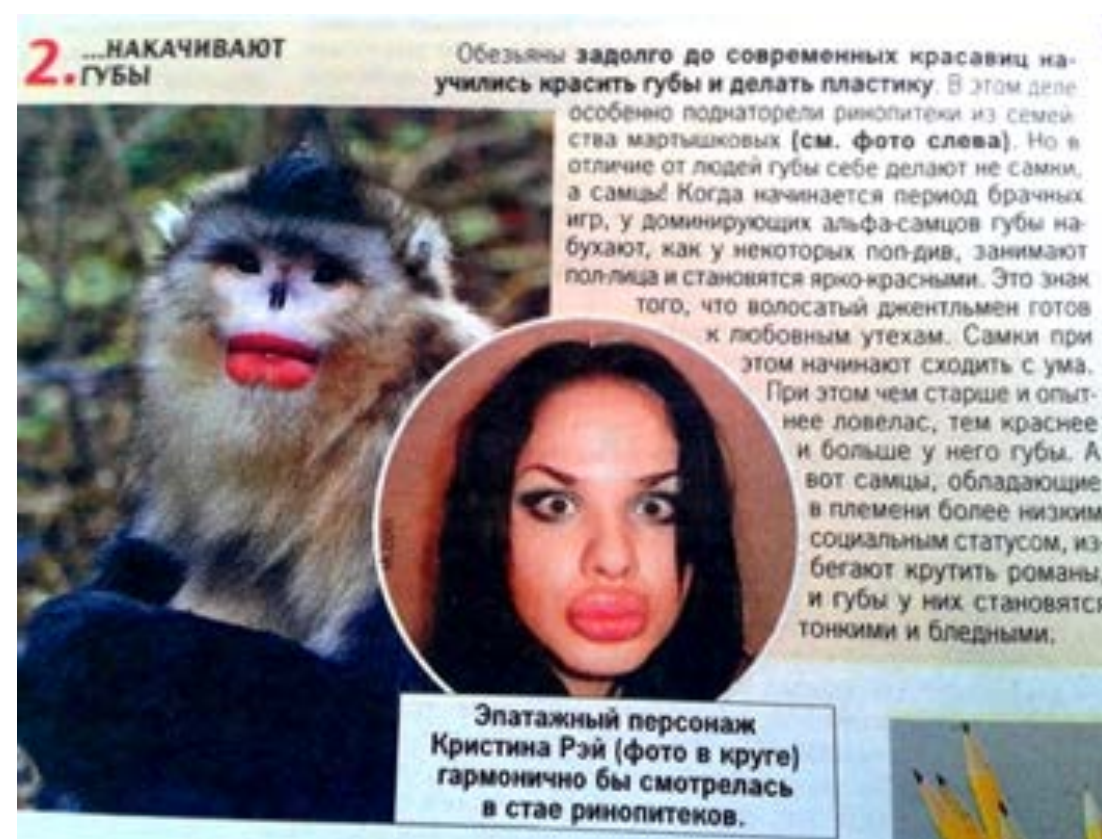 2. ...НАКАЧИВАЮТ
ГУБЫ
Обезьяны задолго до современных красавиц на-
учились красить губы и делать пластику. В этом деле
особенно поднаторели ринопитеки из семей-
ства мартышковых (см. фото слева). Но в
отличие от людей губы себе делают не самки,
а самцы! Когда начинается период брачных
игр, у доминирующих альфа-самцов губы на-
бухают, как у некоторых поп-див, занимают
пол-лица и становятся ярко-красными. Это знак
того, что волосатый джентльмен готов
к любовным утехам. Самки при
этом начинают сходить с ума.
При этом чем старше и опыт-
нее ловелас, тем краснее
и больше у него губы. А
вот самцы, обладающие
в племени более низким
социальным статусом, из-
бегают крутить романы,
и губы у них становятся
тонкими и бледными.
Эпатажный персонаж
Кристина Рэй (фото в круге)
гармонично бы смотрелась
в стае ринопитеков.